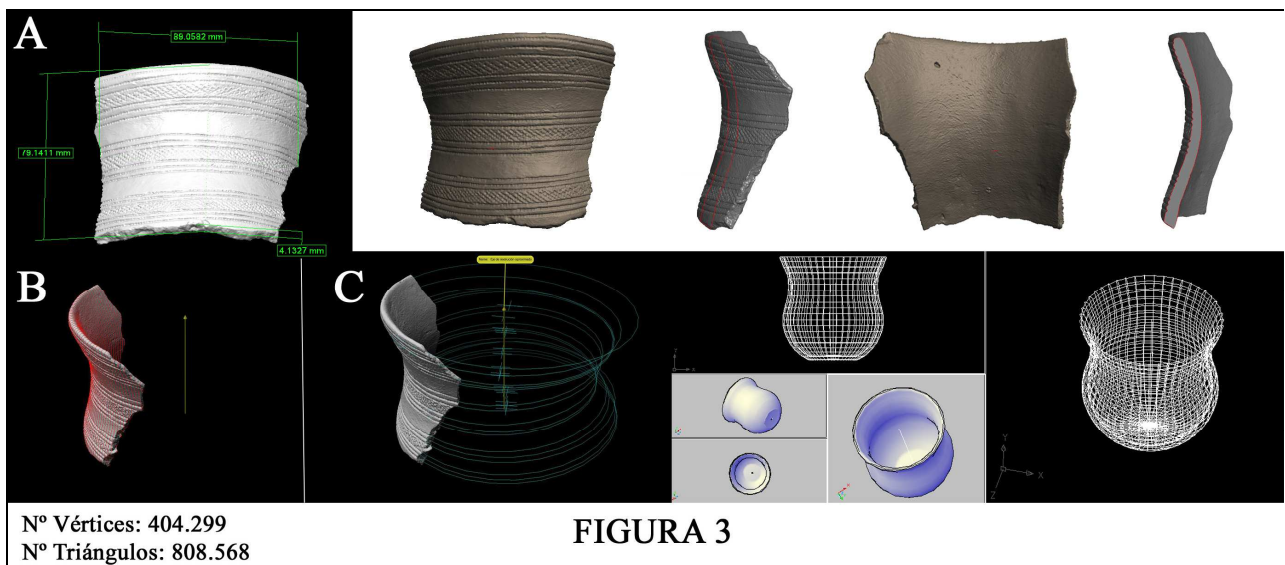 A
89.0582 mm
79.1411 mm
4.1327 mm
B
C
Nº Vértices: 404.299
Nº Triángulos: 808.568
FIGURA 3
Z
X
Y
X
Z